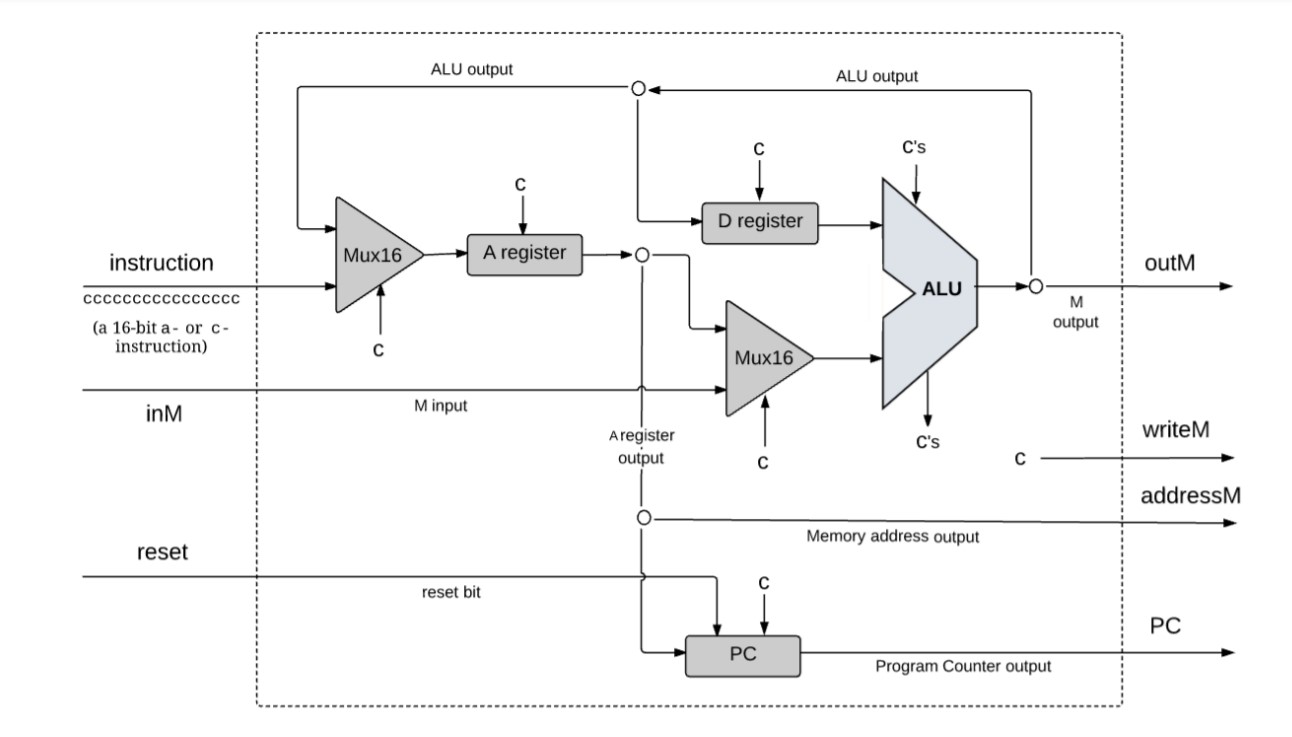 ALU output
ALU output
c
c's
c
D register
Mux16
A register
instruction
cccccccccccccccc
(a 16-bit a- or c-
instruction)
c
ALU
outM
M
output
Mux16
inM
M input
A register
output
c
c's
c
writeM
addressM
Memory address output
reset
reset bit
c
PC
PC
Program Counter output